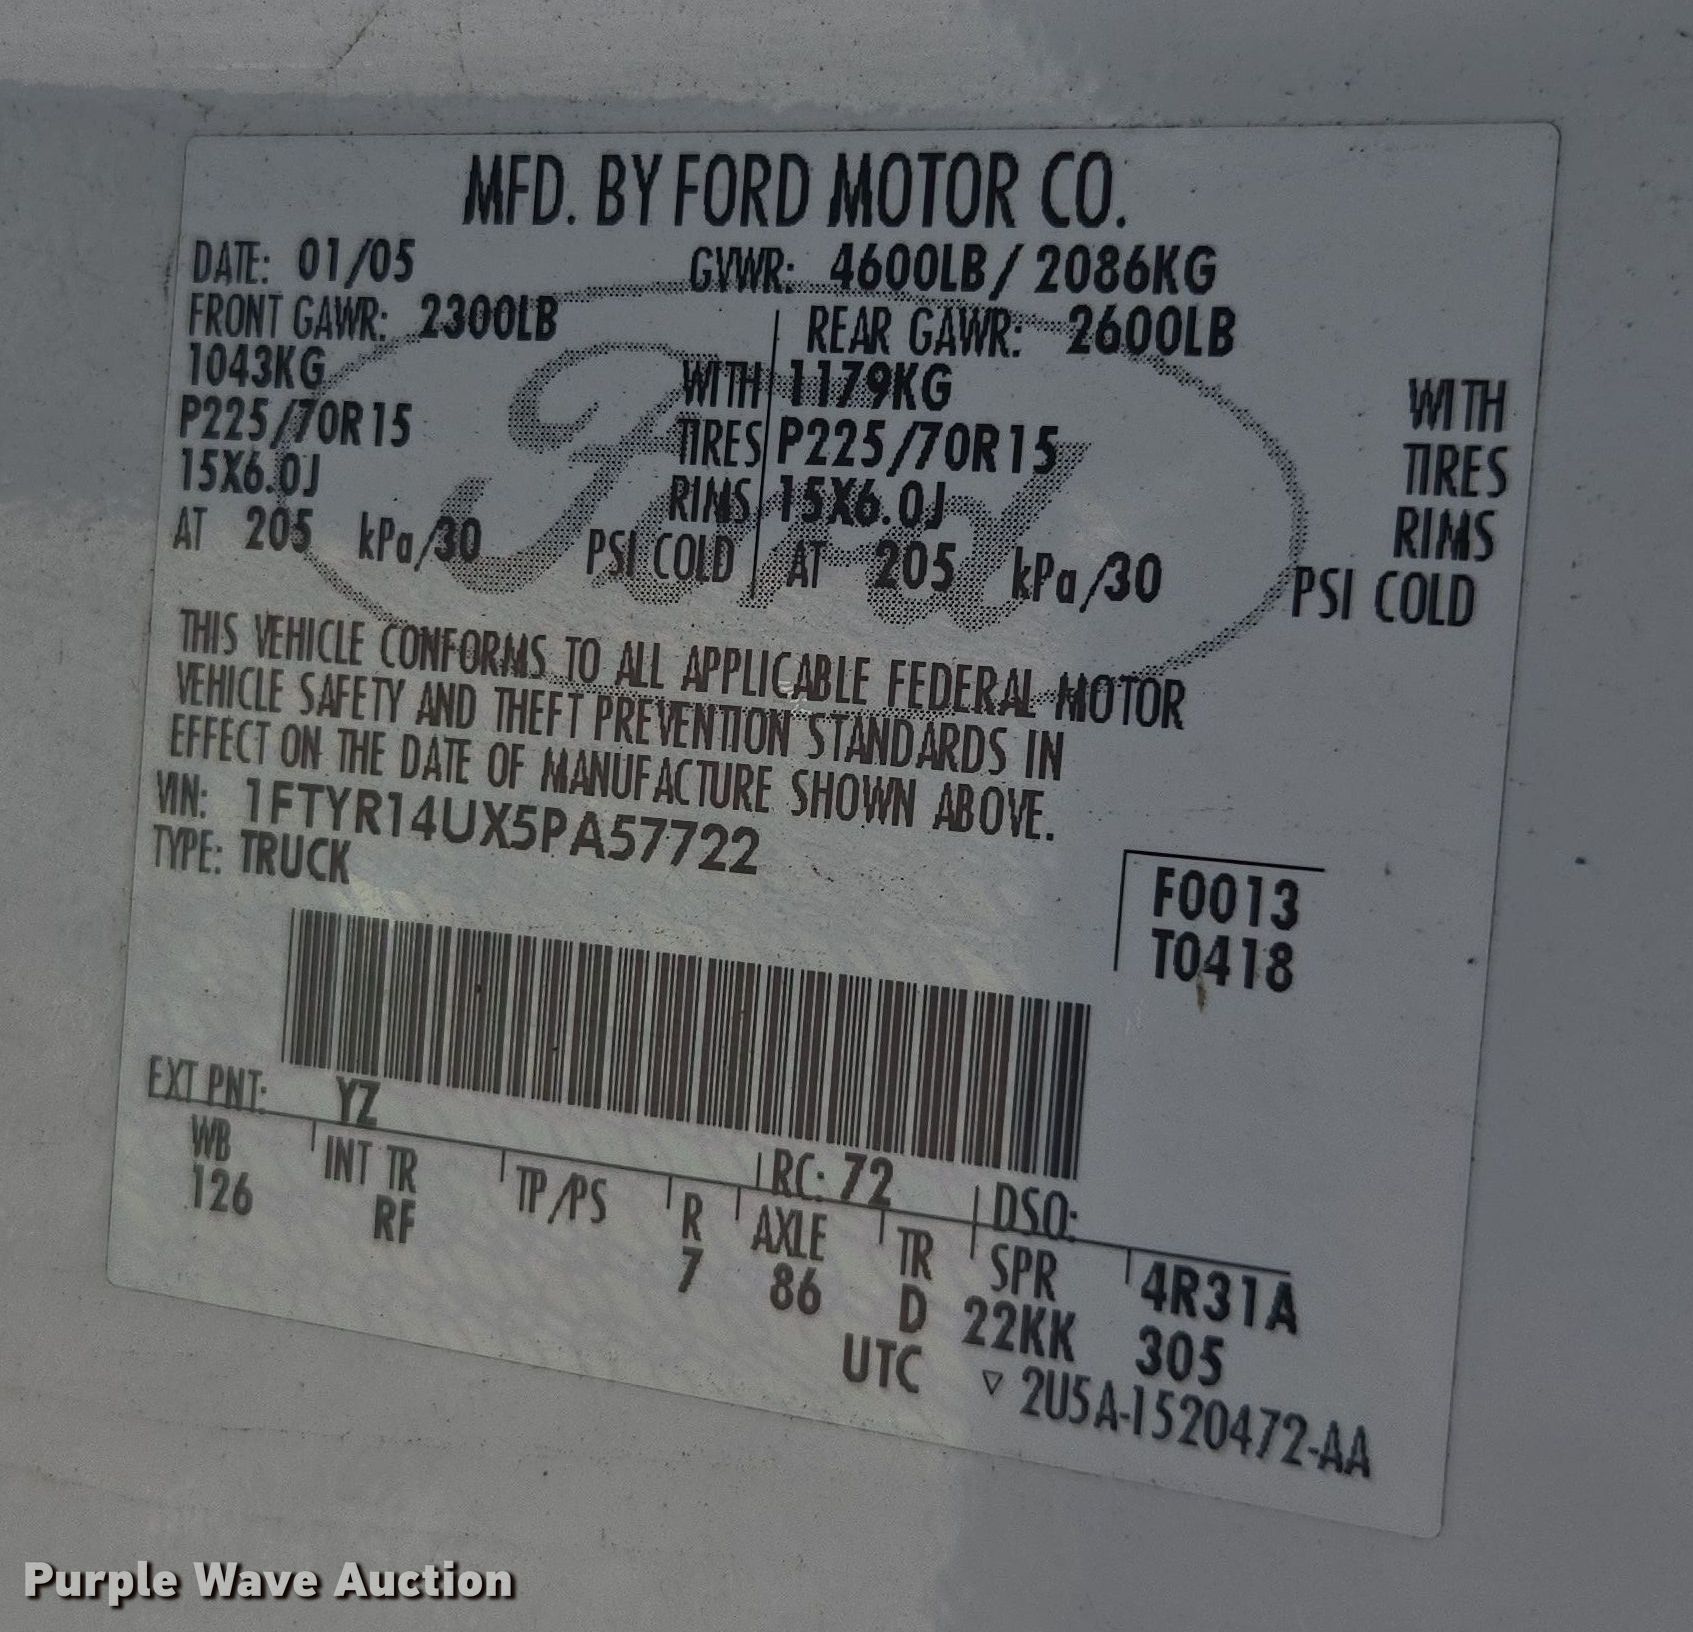 MFD. BY FORD MOTOR CO.
DATE: 01/05 GVWR: 4600LB / 2086KG
FRONT GAWR: 2300LB REAR GAWR: 2600LB
1043KG WITH 1179KG WITH
P225/70R15 TIRES P225/70R15 TIRES
15X6.0J RIMS 15X6.0J RIMS
AT 205 kPa/30 PSI COLD AT 205 kPa/30 PSI COLD
Ford
THIS VEHICLE CONFORMS TO ALL APPLICABLE FEDERAL MOTOR
VEHICLE SAFETY AND THEFT PREVENTION STANDARDS IN
EFFECT ON THE DATE OF MANUFACTURE SHOWN ABOVE.
VIN: 1FTYR14UX5PA57722
TYPE: TRUCK
F0013
T0418
EXT PNT: YZ RC: 72 DSO:
WB INT TR TP/PS R AXLE TR SPR 4R31A
126 RF 7 86 D 22KK 305
UTC ▽ 2U5A-1520472-AA
Purple Wave Auction